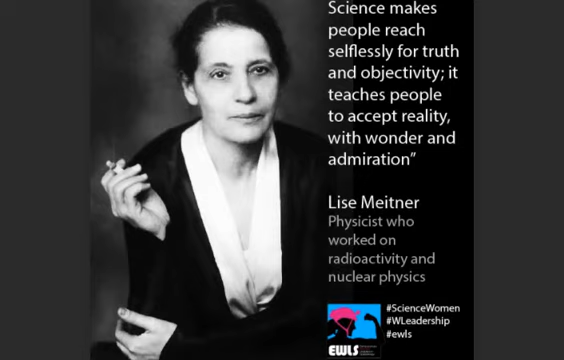 Science makes
people reach
selflessly for truth
and objectivity; it
teaches people
to accept reality,
with wonder and
admiration”
Lise Meitner
Physicist who
worked on
radioactivity and
nuclear physics
#ScienceWomen
#WLeadership
#ewls
EWLS